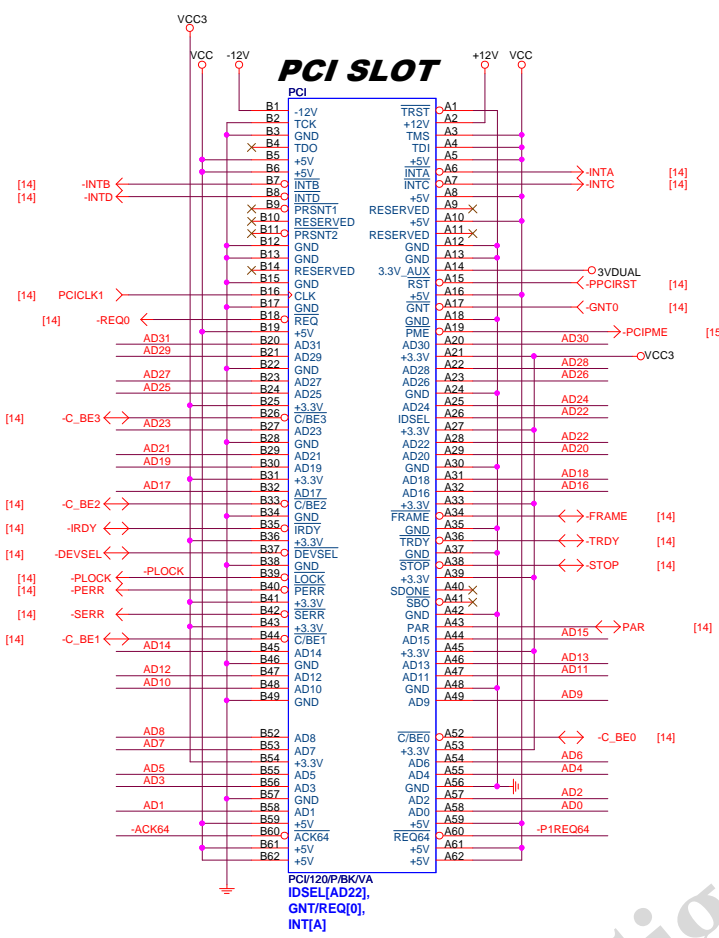 VCC3
VCC -12V +12V VCC
PCI SLOT
PCI
B1 -12V TRST A1
B2 TCK +12V A2
B3 GND TMS A3
B4 TDO TDI A4
B5 +5V +5V A5
B6 +5V INTA A6 -INTA [14]
[14] -INTB B7 INTB INTC A7 -INTC [14]
[14] -INTD B8 INTD +5V A8
B9 PRSNT1 RESERVED A9
B10 RESERVED +5V A10
B11 PRSNT2 RESERVED A11
B12 GND GND A12
B13 GND GND A13
B14 RESERVED 3.3V_AUX A14 3VDUAL
B15 GND RST A15 -PPCIRST [14]
[14] PCICLK1 B16 CLK +5V A16
B17 GND GNT A17 -GNT0 [14]
[14] -REQ0 B18 REQ GND A18
B19 +5V PME A19 -PCIPME [15
AD31 B20 AD31 AD30 A20 AD30
AD29 B21 AD29 +3.3V A21 VCC3
B22 GND AD28 A22 AD28
AD27 B23 AD27 AD26 A23 AD26
AD25 B24 AD25 GND A24
B25 +3.3V AD24 A25 AD24
[14] -C_BE3 B26 C/BE3 IDSEL A26 AD22
AD23 B27 AD23 +3.3V A27
B28 GND AD22 A28 AD22
AD21 B29 AD21 AD20 A29 AD20
AD19 B30 AD19 GND A30
B31 +3.3V AD18 A31 AD18
AD17 B32 AD17 AD16 A32 AD16
[14] -C_BE2 B33 C/BE2 +3.3V A33
B34 GND FRAME A34 -FRAME [14]
[14] -IRDY B35 IRDY GND A35
B36 +3.3V TRDY A36 -TRDY [14]
[14] -DEVSEL B37 DEVSEL GND A37
B38 GND STOP A38 -STOP [14]
[14] -PLOCK -PLOCK B39 LOCK +3.3V A39
[14] -PERR B40 PERR SDONE A40
B41 +3.3V SBO A41
[14] -SERR B42 SERR GND A42
B43 +3.3V PAR A43 PAR [14]
[14] -C_BE1 B44 C/BE1 AD15 A44 AD15
AD14 B45 AD14 +3.3V A45
B46 GND AD13 A46 AD13
AD12 B47 AD12 AD11 A47 AD11
AD10 B48 AD10 GND A48
B49 GND AD9 A49 AD9
AD8 B52 AD8 C/BE0 A52 -C_BE0 [14]
AD7 B53 AD7 +3.3V A53
B54 +3.3V AD6 A54 AD6
AD5 B55 AD5 AD4 A55 AD4
AD3 B56 AD3 GND A56
B57 GND AD2 A57 AD2
AD1 B58 AD1 AD0 A58 AD0
B59 +5V +5V A59
-ACK64 B60 ACK64 REQ64 A60 -P1REQ64
B61 +5V +5V A61
B62 +5V +5V A62
PCI/120/P/BK/VA
IDSEL[AD22],
GNT/REQ[0],
INT[A]